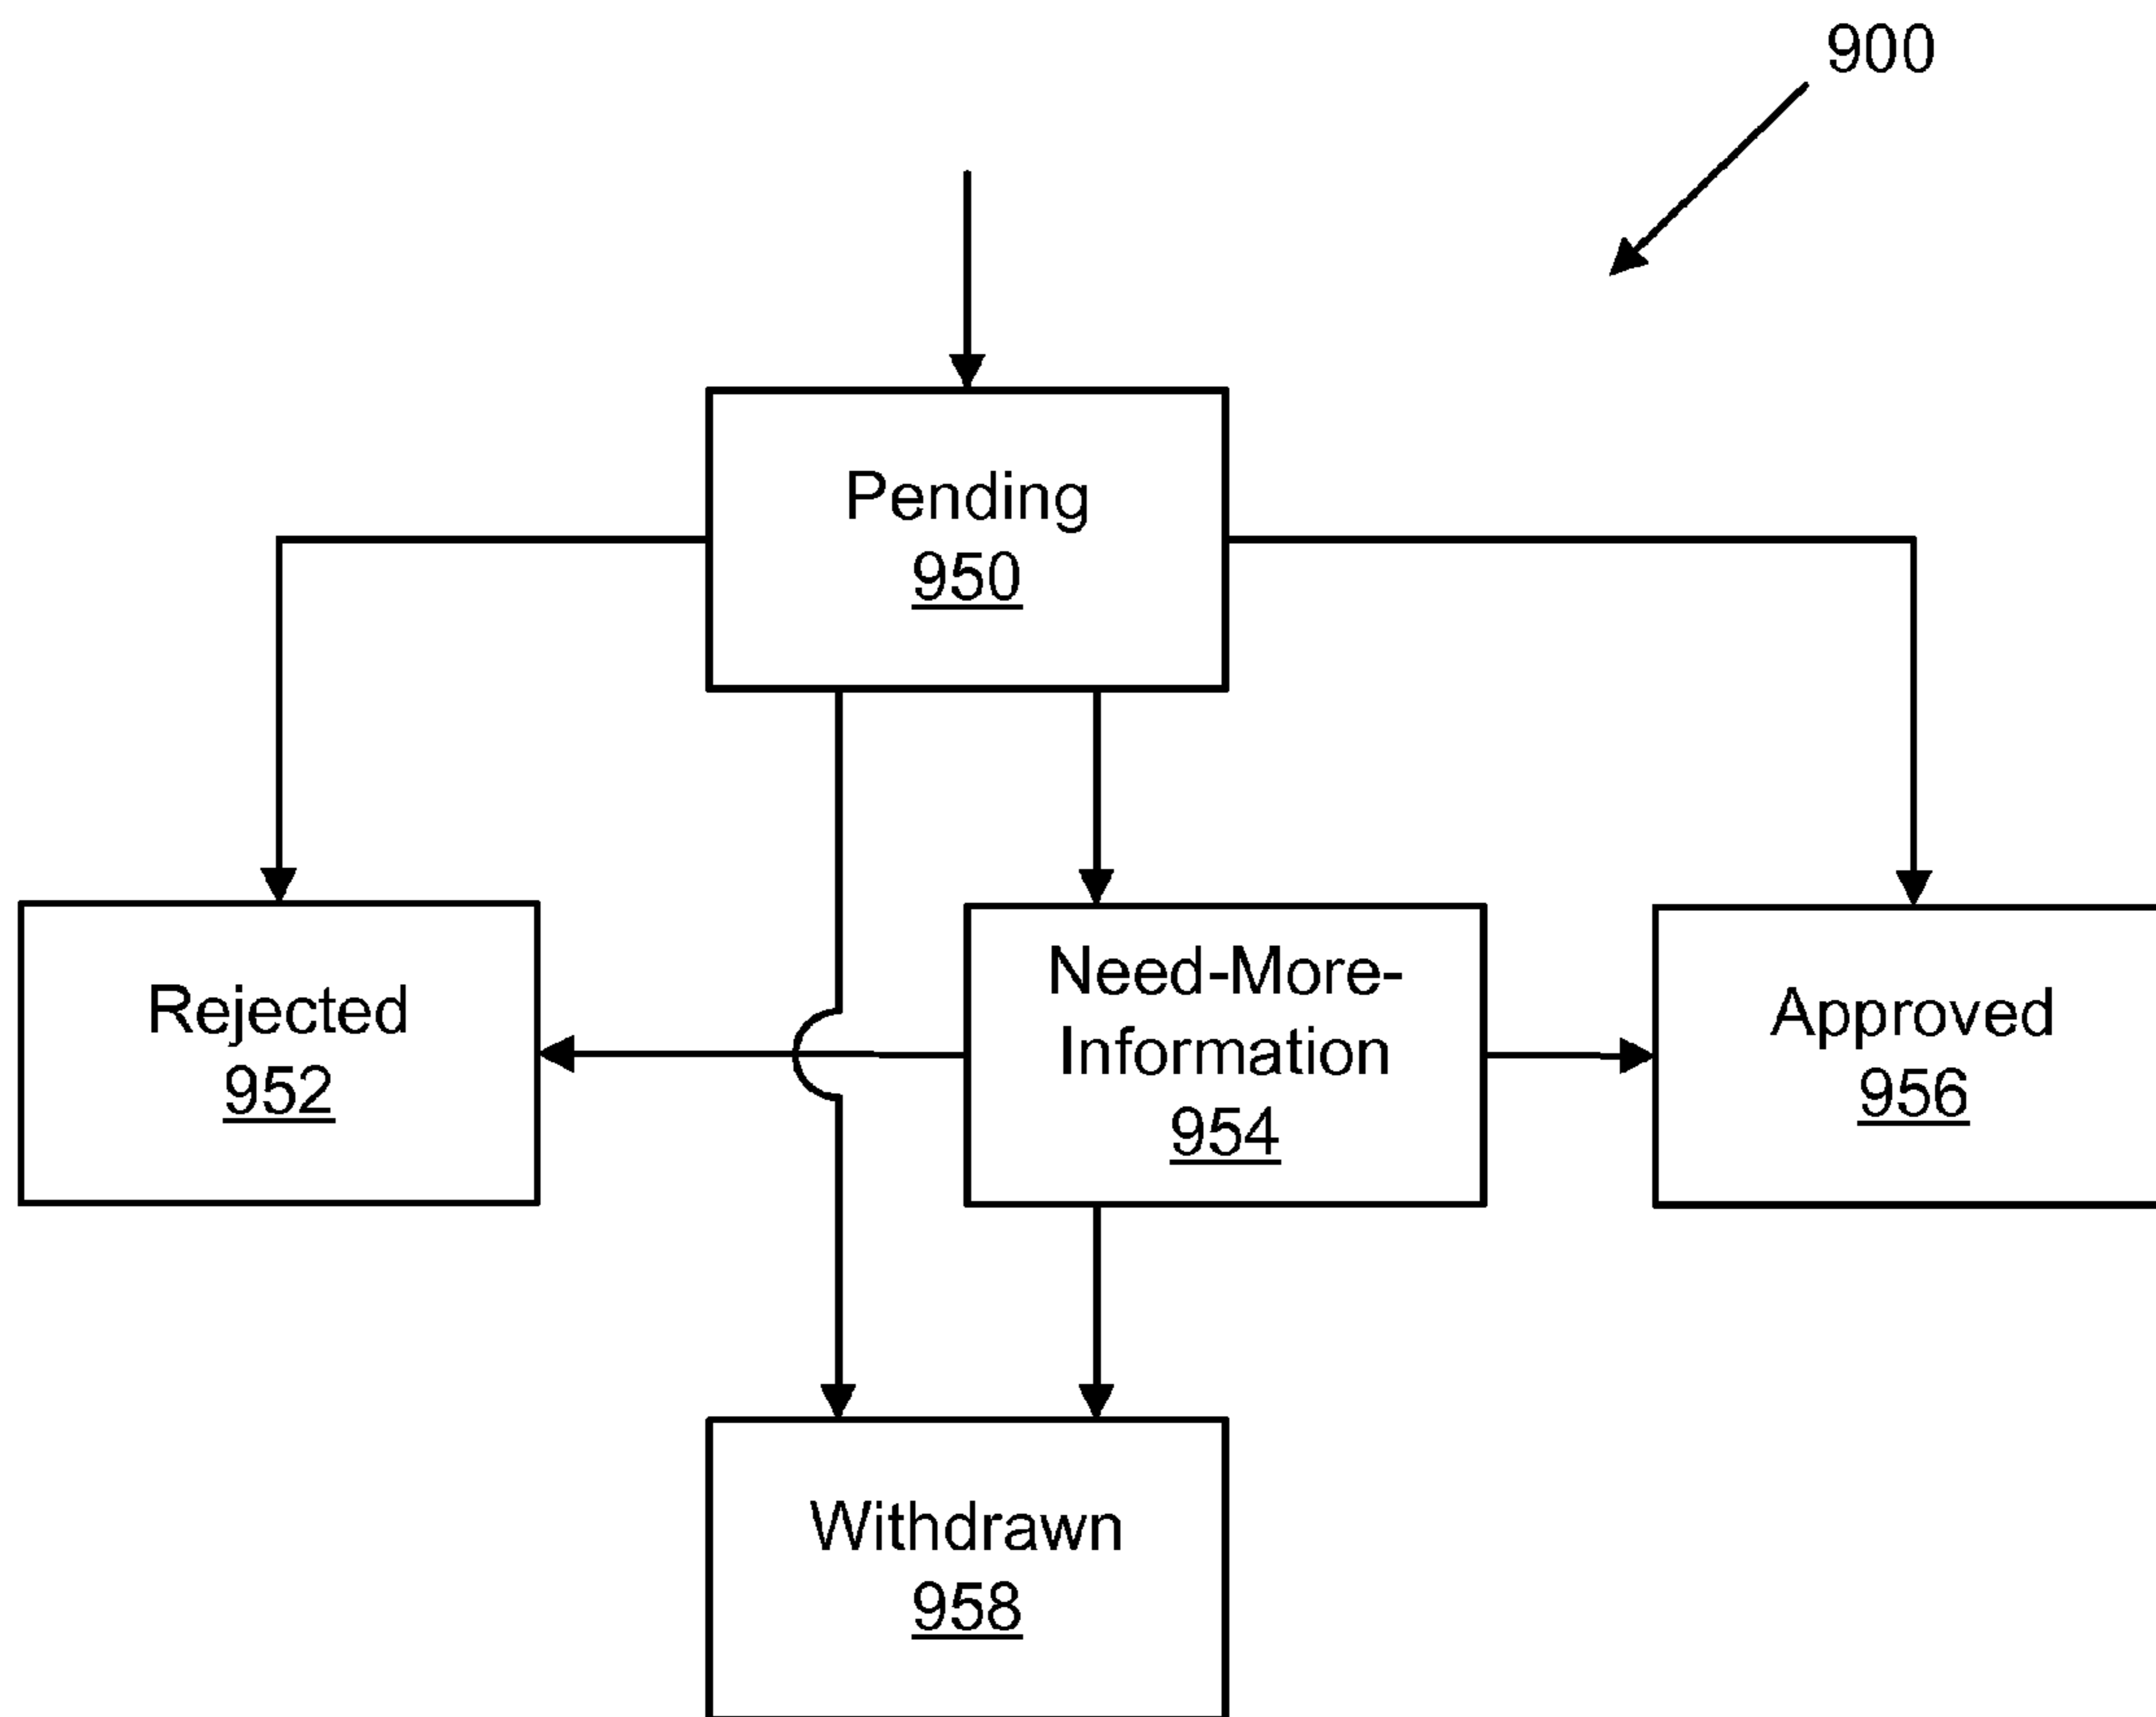 900
Pending
950
Rejected
952
Need-More-
Information
954
Approved
956
Withdrawn
958